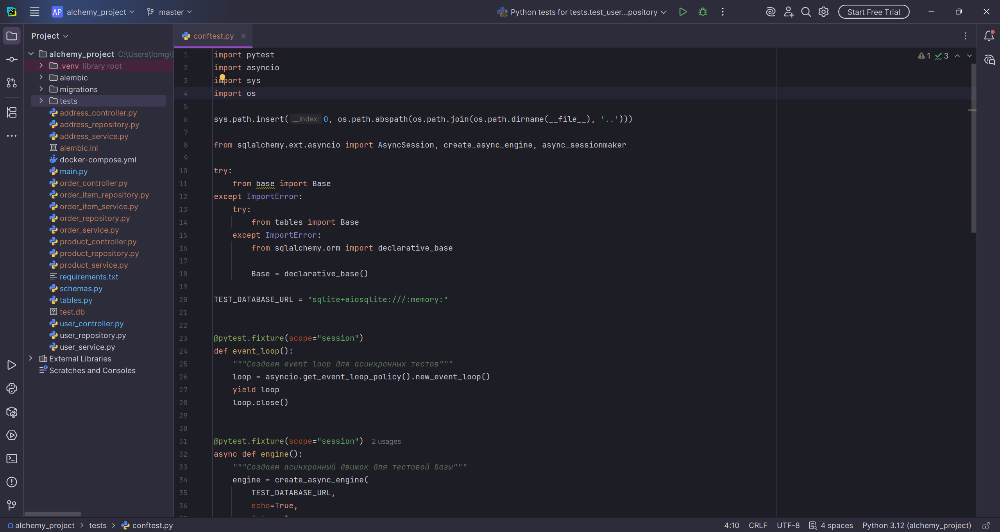 PC
AP alchemy_project
master
Python tests for tests.test_user...pository
Start Free Trial
Project
alchemy_project C:\Users\lomg\
.venv library root
alembic
migrations
tests
address_controller.py
address_repository.py
address_service.py
alembic.ini
docker-compose.yml
main.py
order_controller.py
order_item_repository.py
order_item_service.py
order_repository.py
order_service.py
product_controller.py
product_repository.py
product_service.py
requirements.txt
schemas.py
tables.py
test.db
user_controller.py
user_repository.py
user_service.py
External Libraries
Scratches and Consoles
conftest.py
1 3
1 import pytest
2 import asyncio
3 import sys
4 import os
5
6 sys.path.insert( __index: 0, os.path.abspath(os.path.join(os.path.dirname(__file__), '..')))
7
8 from sqlalchemy.ext.asyncio import AsyncSession, create_async_engine, async_sessionmaker
9
10 try:
11 from base import Base
12 except ImportError:
13 try:
14 from tables import Base
15 except ImportError:
16 from sqlalchemy.orm import declarative_base
17
18 Base = declarative_base()
19
20 TEST_DATABASE_URL = "sqlite+aiosqlite:///:memory:"
21
22
23 @pytest.fixture(scope="session")
24 def event_loop():
25 """Создаем event loop для асинхронных тестов"""
26 loop = asyncio.get_event_loop_policy().new_event_loop()
27 yield loop
28 loop.close()
29
30
31 @pytest.fixture(scope="session") 2 usages
32 async def engine():
33 """Создаем асинхронный движок для тестовой базы"""
34 engine = create_async_engine(
35 TEST_DATABASE_URL,
36 echo=True,
alchemy_project > tests > conftest.py
4:10 CRLF UTF-8 4 spaces Python 3.12 (alchemy_project)